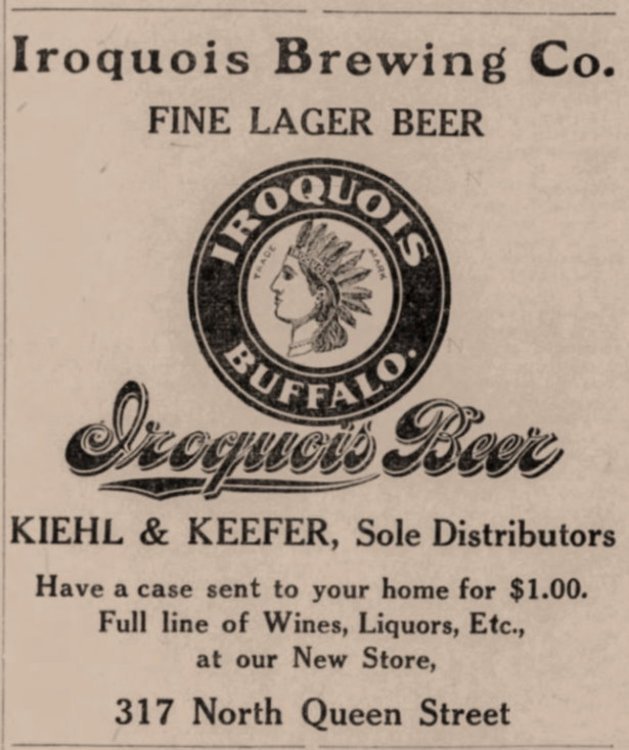 Iroquois Brewing Co.
FINE LAGER BEER
IROQUOIS
TRADE MARK
BUFFALO.
Iroquois Beer
KIEHL & KEEFER, Sole Distributors
Have a case sent to your home for $1.00.
Full line of Wines, Liquors, Etc.,
at our New Store,
317 North Queen Street